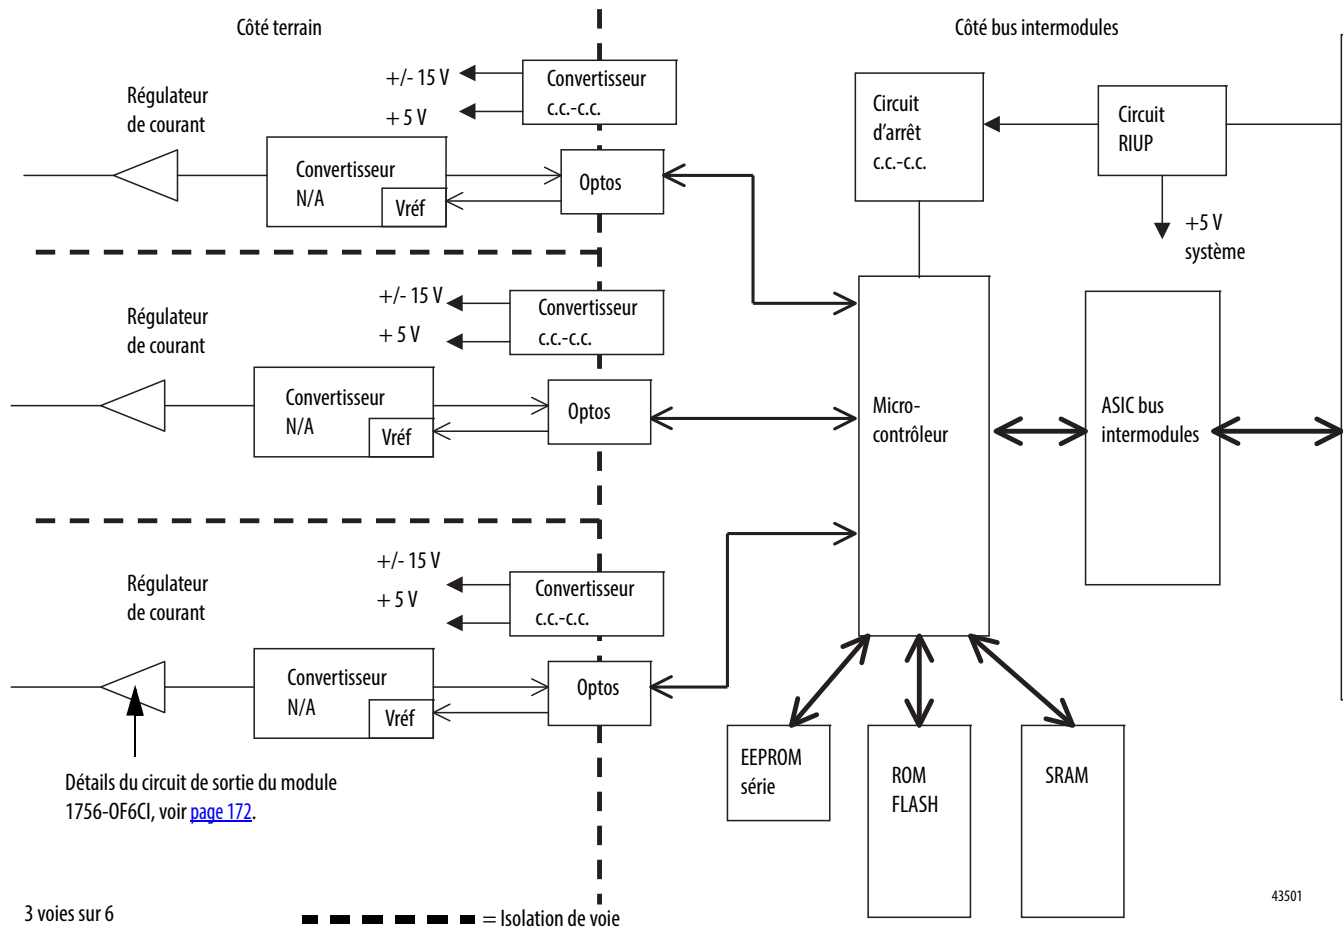 Côté terrain
Côté bus intermodules
+/- 15 V
+ 5 V
Convertisseur
c.c.-c.c.
Régulateur
de courant
Convertisseur
N/A
Vréf
Optos
Circuit
d’arrêt
c.c.-c.c.
Circuit
RIUP
+5 V
système
+/- 15 V
+ 5 V
Convertisseur
c.c.-c.c.
Régulateur
de courant
Convertisseur
N/A
Vréf
Optos
Micro-
contrôleur
ASIC bus
intermodules
+/- 15 V
+ 5 V
Convertisseur
c.c.-c.c.
Régulateur
de courant
Convertisseur
N/A
Vréf
Optos
Détails du circuit de sortie du module
1756-OF6CI, voir page 172.
EEPROM
série
ROM
FLASH
SRAM
3 voies sur 6
= Isolation de voie
43501